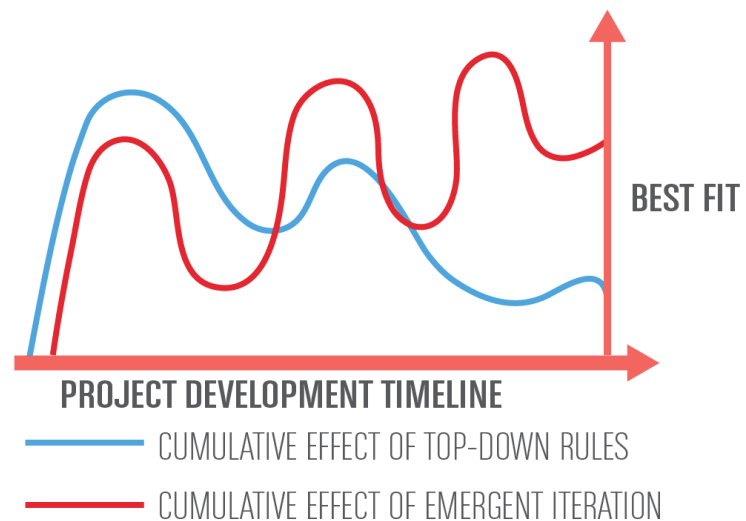 BEST FIT
PROJECT DEVELOPMENT TIMELINE
CUMULATIVE EFFECT OF TOP-DOWN RULES
CUMULATIVE EFFECT OF EMERGENT ITERATION